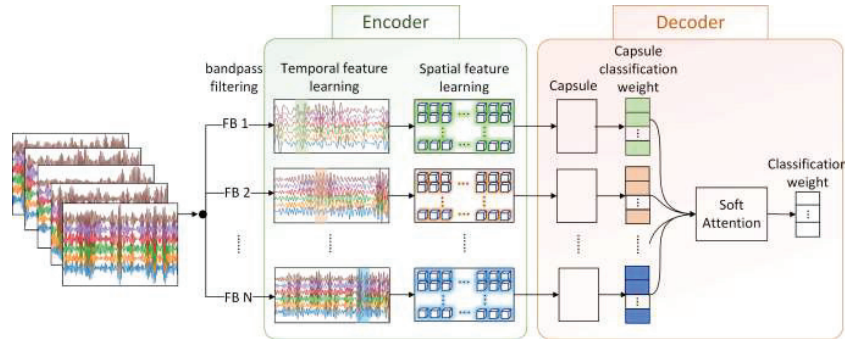 Encoder
Decoder
bandpass
filtering
Temporal feature
learning
Spatial feature
learning
Capsule
Capsule
classification
weight
FB 1
FB 2
FB N
Soft
Attention
Classification
weight